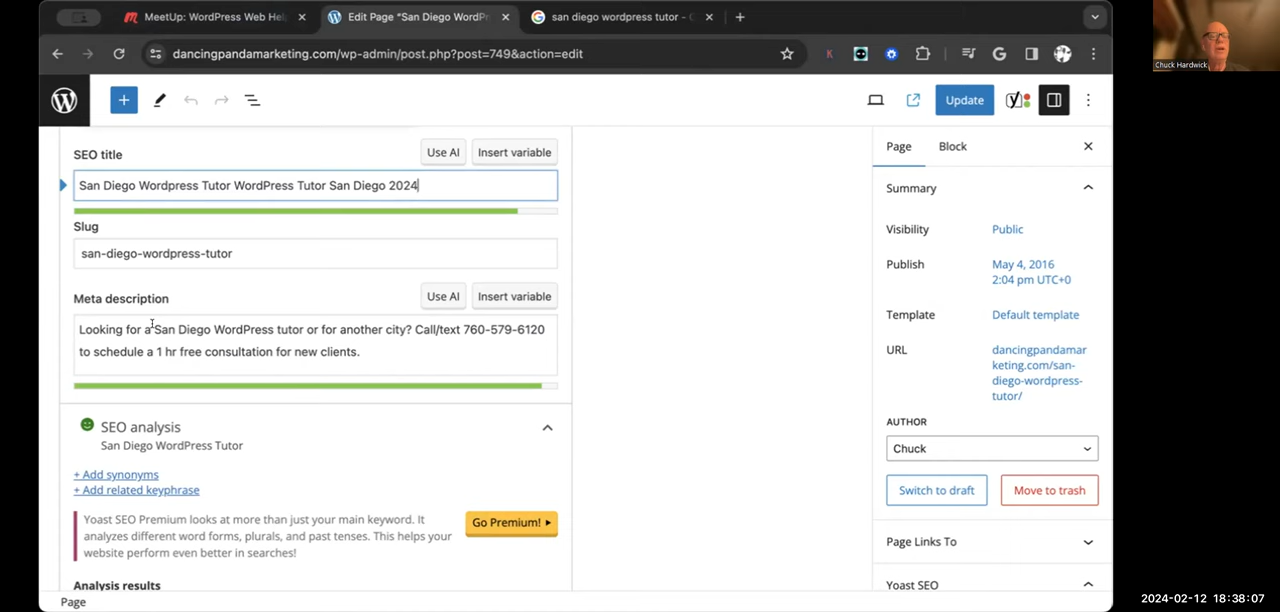 MeetUp: WordPress Web Hel
Edit Page "San Diego WordPr
san diego wordpress tutor - G
dancingpandamarketing.com/wp-admin/post.php?post=749&action=edit
Chuck Hardwick
Update
SEO title
Use AI
Insert variable
San Diego Wordpress Tutor WordPress Tutor San Diego 2024
Slug
san-diego-wordpress-tutor
Meta description
Use AI
Insert variable
Looking for a San Diego WordPress tutor or for another city? Call/text 760-579-6120
to schedule a 1 hr free consultation for new clients.
SEO analysis
San Diego WordPress Tutor
+ Add synonyms
+ Add related keyphrase
Yoast SEO Premium looks at more than just your main keyword. It
analyzes different word forms, plurals, and past tenses. This helps your
website perform even better in searches!
Go Premium!
Analysis results
Page
Page
Block
Summary
Visibility
Public
Publish
May 4, 2016
2:04 pm UTC+0
Template
Default template
URL
dancingpandamar
keting.com/san-
diego-wordpress-
tutor/
AUTHOR
Chuck
Switch to draft
Move to trash
Page Links To
Yoast SEO
2024-02-12 18:38:07